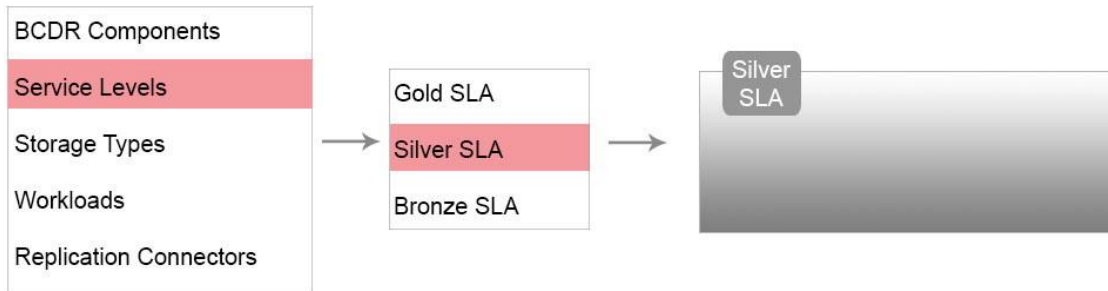 BCDR Components
Service Levels
Storage Types
Workloads
Replication Connectors
Gold SLA
Silver SLA
Bronze SLA
Silver
SLA